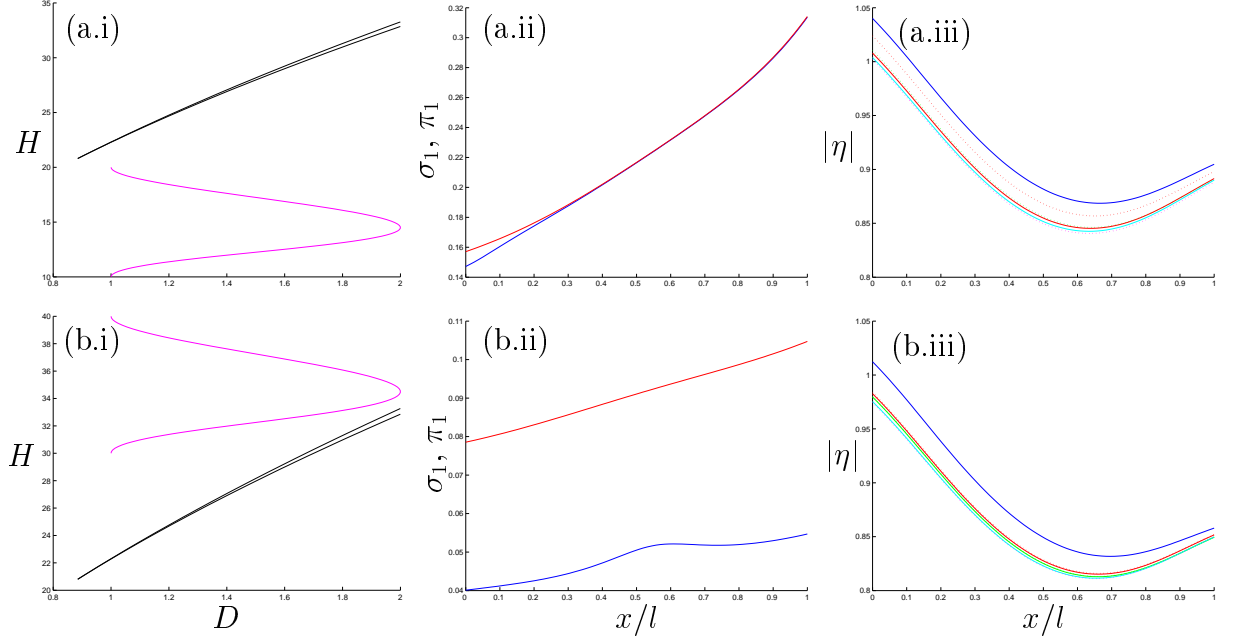 (a.i)
H
35
30
25
20
15
10
0.8 1 1.2 1.4 1.6 1.8 2
(a.ii)
σ₁, π₁
0.32
0.3
0.28
0.26
0.24
0.22
0.2
0.18
0.16
0.14
0 0.1 0.2 0.3 0.4 0.5 0.6 0.7 0.8 0.9 1
(a.iii)
|η|
1.05
1
0.95
0.9
0.85
0.8
0 0.1 0.2 0.3 0.4 0.5 0.6 0.7 0.8 0.9 1
(b.i)
H
40
38
36
34
32
30
28
26
24
22
20
0.8 1 1.2 1.4 1.6 1.8 2
D
(b.ii)
σ₁, π₁
0.11
0.1
0.09
0.08
0.07
0.06
0.05
0.04
0 0.1 0.2 0.3 0.4 0.5 0.6 0.7 0.8 0.9 1
x/l
(b.iii)
|η|
1.05
1
0.95
0.9
0.85
0.8
0 0.1 0.2 0.3 0.4 0.5 0.6 0.7 0.8 0.9 1
x/l